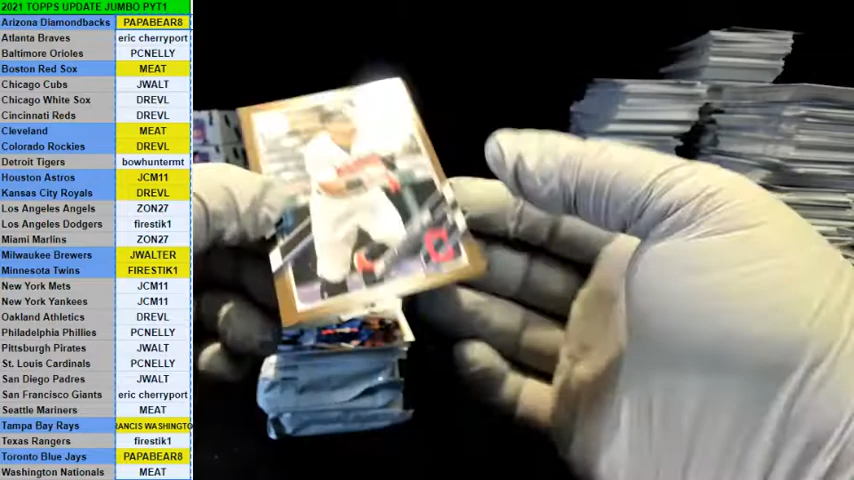 2021 TOPPS UPDATE JUMBO PYT1
Arizona Diamondbacks PAPABEAR8
Atlanta Braves eric cherryport
Baltimore Orioles PCNELLY
Boston Red Sox MEAT
Chicago Cubs JWALT
Chicago White Sox DREVL
Cincinnati Reds DREVL
Cleveland MEAT
Colorado Rockies DREVL
Detroit Tigers bowhuntermt
Houston Astros JCM11
Kansas City Royals DREVL
Los Angeles Angels ZON27
Los Angeles Dodgers firestik1
Miami Marlins ZON27
Milwaukee Brewers JWALTER
Minnesota Twins FIRESTIK1
New York Mets JCM11
New York Yankees JCM11
Oakland Athletics DREVL
Philadelphia Phillies PCNELLY
Pittsburgh Pirates JWALT
St. Louis Cardinals PCNELLY
San Diego Padres JWALT
San Francisco Giants eric cherryport
Seattle Mariners MEAT
Tampa Bay Rays RANCIS WASHINGTO
Texas Rangers firestik1
Toronto Blue Jays PAPABEAR8
Washington Nationals MEAT